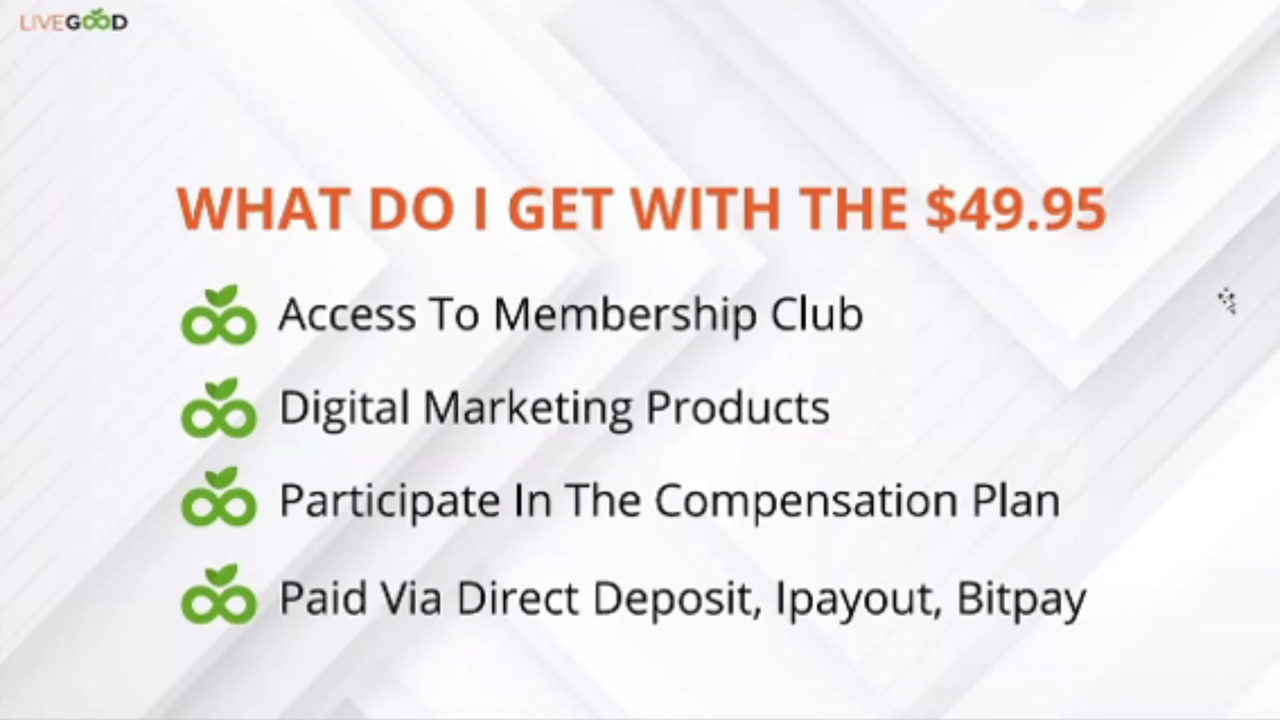 LIVEGOOD
WHAT DO I GET WITH THE $49.95
Access To Membership Club
Digital Marketing Products
Participate In The Compensation Plan
Paid Via Direct Deposit, Ipayout, Bitpay